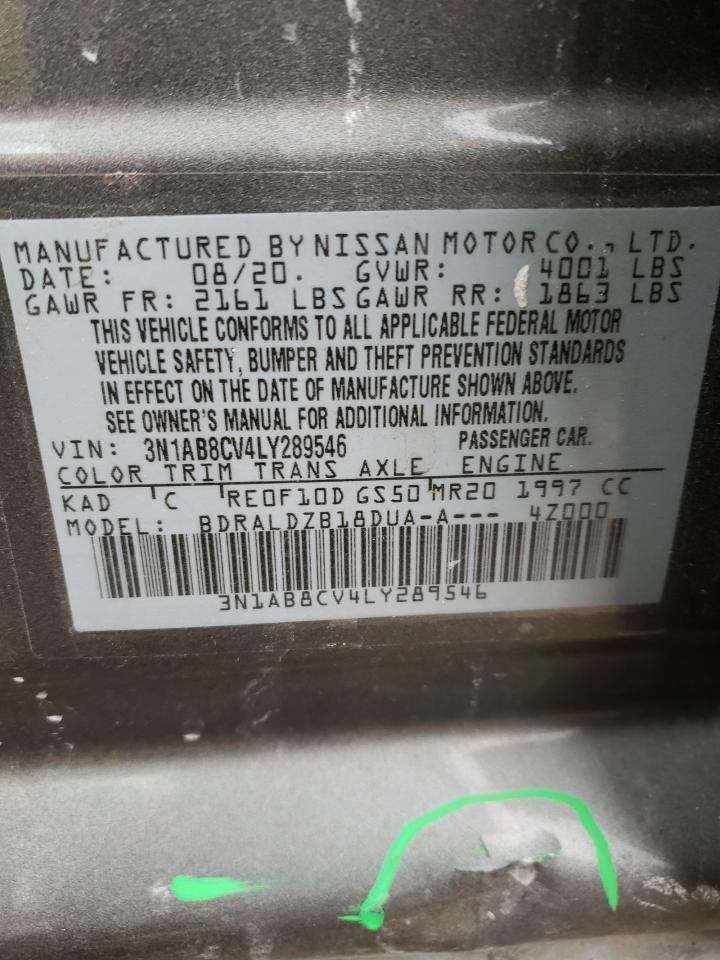 MANUFACTURED BY NISSAN MOTOR CO., LTD.
DATE: 08/20. GVWR: 4001 LBS
GAWR FR: 2161 LBS GAWR RR: 1863 LBS
THIS VEHICLE CONFORMS TO ALL APPLICABLE FEDERAL MOTOR
VEHICLE SAFETY, BUMPER AND THEFT PREVENTION STANDARDS
IN EFFECT ON THE DATE OF MANUFACTURE SHOWN ABOVE.
SEE OWNER'S MANUAL FOR ADDITIONAL INFORMATION.
VIN: 3N1AB8CV4LY289546 PASSENGER CAR.
COLOR TRIM TRANS AXLE ENGINE
KAD C RE0F10D GS50 MR20 1997 CC
MODEL: BDRALDZB18DUA-A--- 4Z000
3N1AB8CV4LY289546